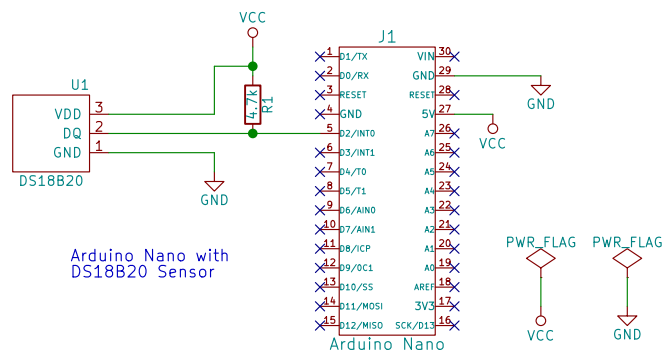 VCC
J1
U1
3 VDD
2 DQ
1 GND
DS18B20
4.7k
R1
GND
1 D1/TX
2 D0/RX
3 RESET
4 GND
5 D2/INT0
6 D3/INT1
7 D4/T0
8 D5/T1
9 D6/AIN0
10 D7/AIN1
11 D8/ICP
12 D9/OC1
13 D10/SS
14 D11/MOSI
15 D12/MISO
VIN 30
GND 29
RESET 28
5V 27
A7 26
A6 25
A5 24
A4 23
A3 22
A2 21
A1 20
A0 19
AREF 18
3V3 17
SCK/D13 16
Arduino Nano
GND
VCC
Arduino Nano with
DS18B20 Sensor
PWR_FLAG
VCC
PWR_FLAG
GND